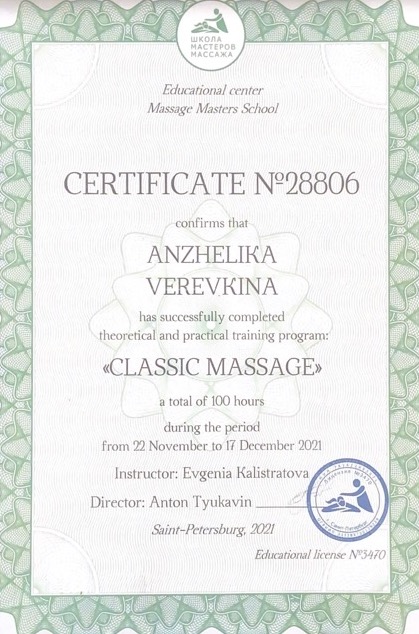 ШКОЛА
МАСТЕРОВ
МАССАЖА
Educational center
Massage Masters School
CERTIFICATE №28806
confirms that
ANZHELIKA
VEREVKINA
has successfully completed
theoretical and practical training program:
«CLASSIC MASSAGE»
a total of 100 hours
during the period
from 22 November to 17 December 2021
Instructor: Evgenia Kalistratova
Director: Anton Tyukavin
Saint-Petersburg, 2021
Educational license №3470